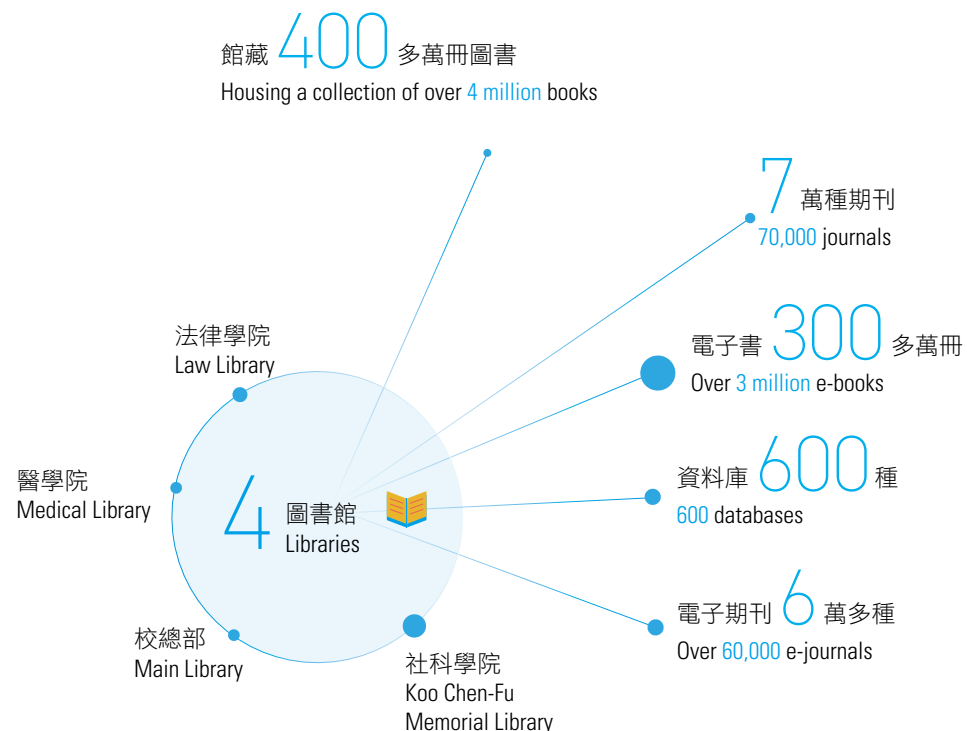 館藏 400 多萬冊圖書
Housing a collection of over 4 million books
7 萬種期刊
70,000 journals
電子書 300 多萬冊
Over 3 million e-books
資料庫 600 種
600 databases
電子期刊 6 萬多種
Over 60,000 e-journals
法律學院
Law Library
醫學院
Medical Library
4 圖書館
Libraries
校總部
Main Library
社科學院
Koo Chen-Fu
Memorial Library